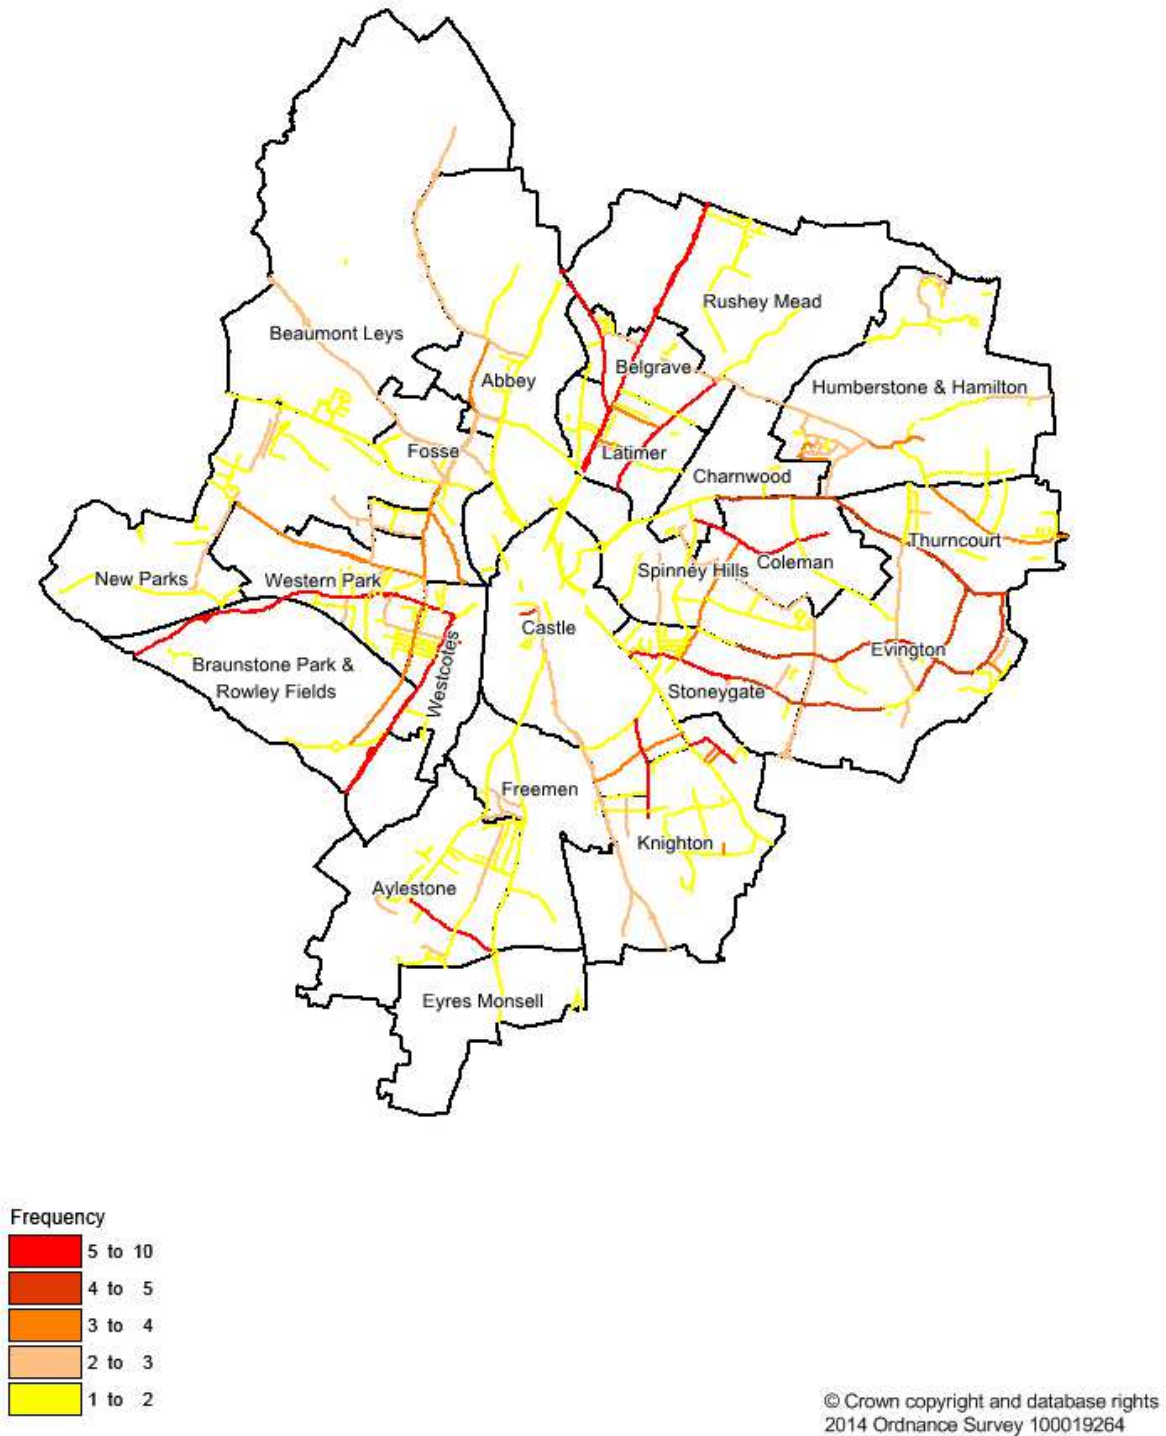 Rushey Mead
Beaumont Leys
Belgrave
Abbey
Humberstone & Hamilton
Fosse
Latimer
Charnwood
Thurncourt
Coleman
Spinney Hills
New Parks
Western Park
Castle
Evington
Braunstone Park &
Rowley Fields
Westcotes
Stoneygate
Freemen
Knighton
Aylestone
Eyres Monsell
Frequency
5 to 10
4 to 5
3 to 4
2 to 3
1 to 2
© Crown copyright and database rights
2014 Ordnance Survey 100019264